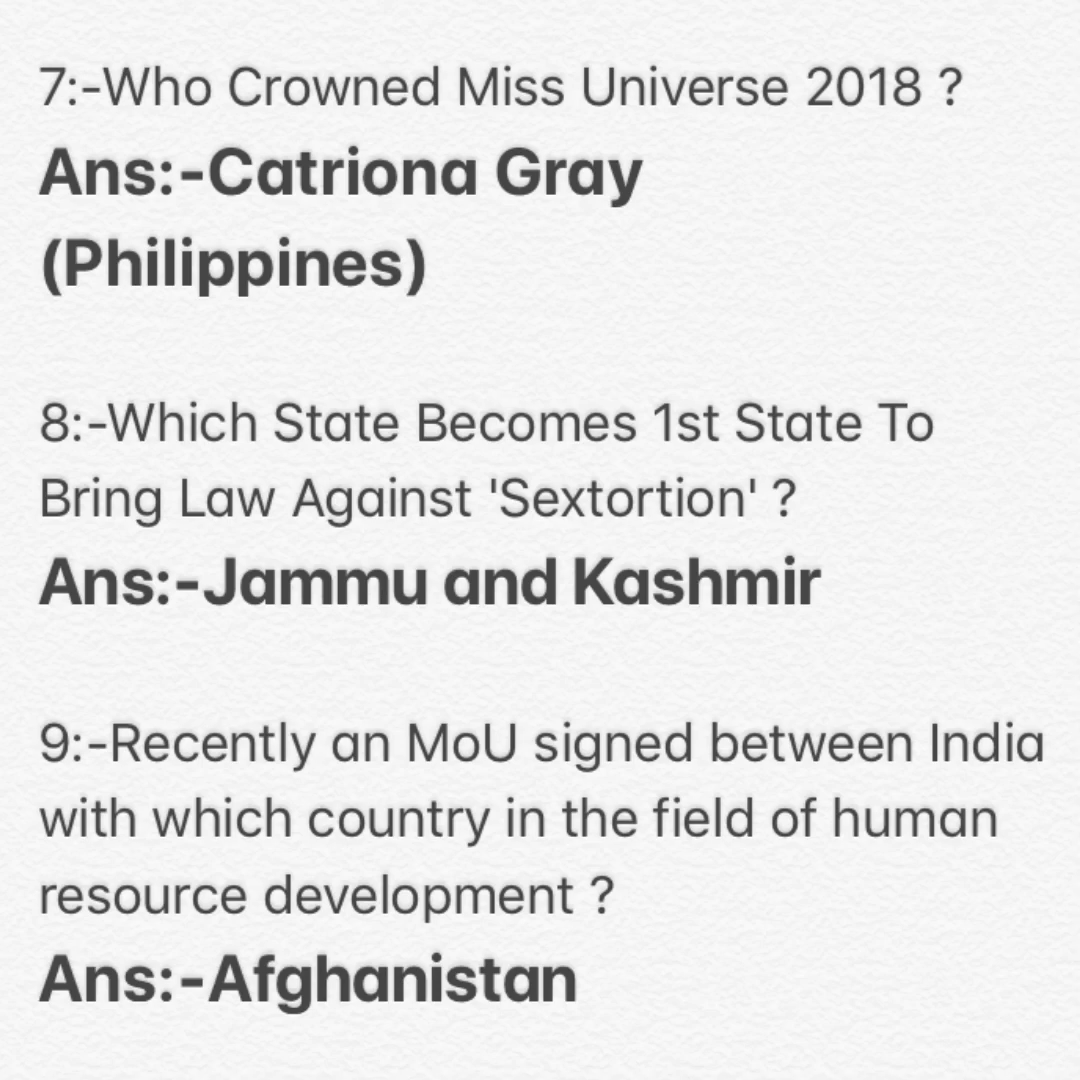 7:-Who Crowned Miss Universe 2018 ?
Ans:-Catriona Gray
(Philippines)
8:-Which State Becomes 1st State To
Bring Law Against 'Sextortion' ?
Ans:-Jammu and Kashmir
9:-Recently an MoU signed between India
with which country in the field of human
resource development ?
Ans:-Afghanistan